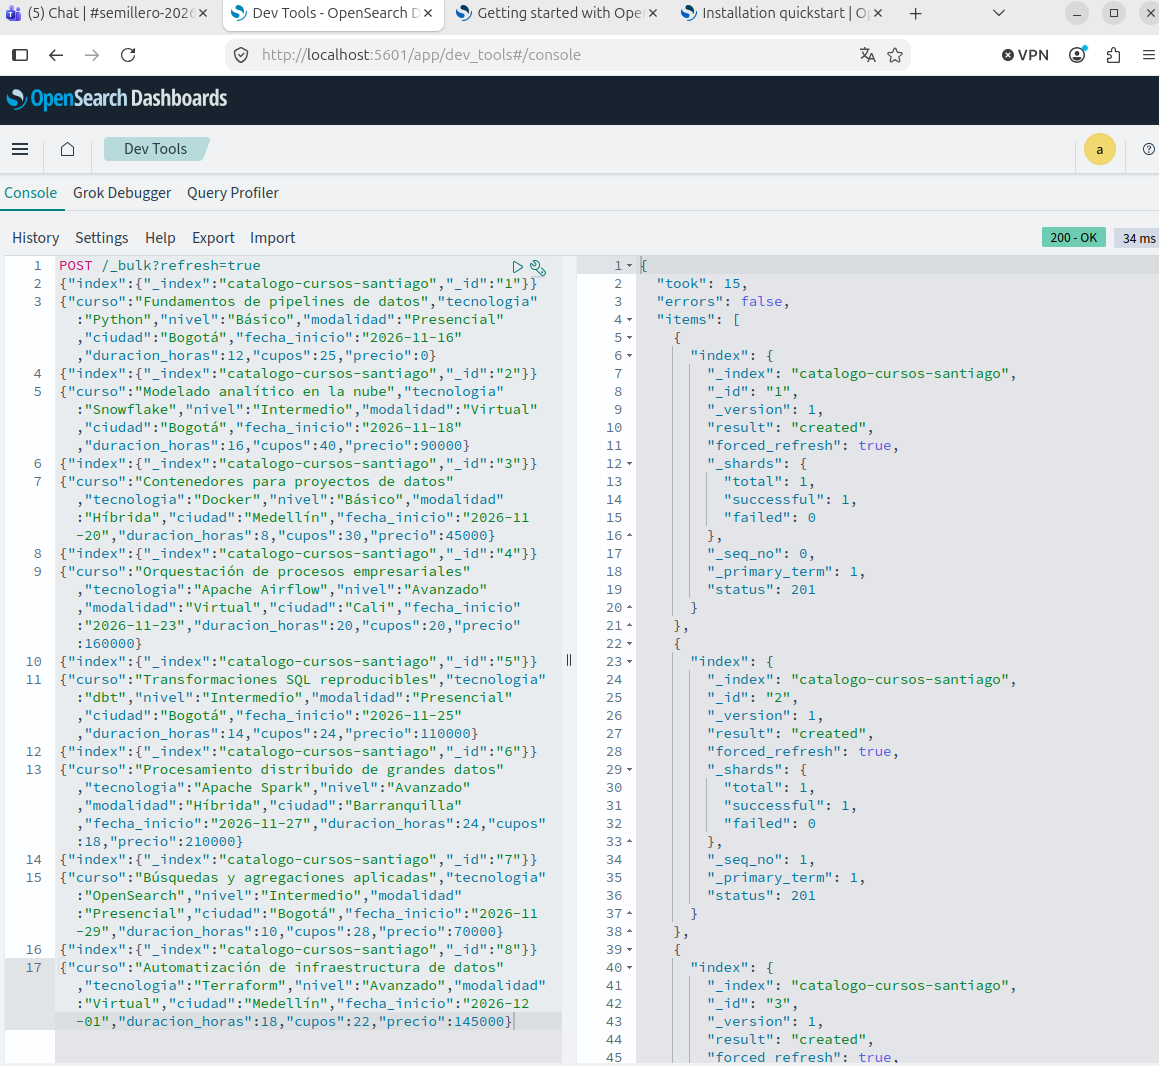 (5) Chat | #semillero-202
Dev Tools - OpenSearch D
Getting started with Ope
Installation quickstart | O
http://localhost:5601/app/dev_tools#/console
VPN
OpenSearch Dashboards
Dev Tools
a
Console Grok Debugger Query Profiler
History Settings Help Export Import
200 - OK 34 ms
1 POST /_bulk?refresh=true
2 {"index":{"_index":"catalogo-cursos-santiago","_id":"1"}}
3 {"curso":"Fundamentos de pipelines de datos","tecnologia"
:"Python","nivel":"Básico","modalidad":"Presencial"
,"ciudad":"Bogotá","fecha_inicio":"2026-11-16"
,"duracion_horas":12,"cupos":25,"precio":0}
4 {"index":{"_index":"catalogo-cursos-santiago","_id":"2"}}
5 {"curso":"Modelado analítico en la nube","tecnologia"
:"Snowflake","nivel":"Intermedio","modalidad":"Virtual"
,"ciudad":"Bogotá","fecha_inicio":"2026-11-18"
,"duracion_horas":16,"cupos":40,"precio":90000}
6 {"index":{"_index":"catalogo-cursos-santiago","_id":"3"}}
7 {"curso":"Contenedores para proyectos de datos"
,"tecnologia":"Docker","nivel":"Básico","modalidad"
:"Híbrida","ciudad":"Medellín","fecha_inicio":"2026-11
-20","duracion_horas":8,"cupos":30,"precio":45000}
8 {"index":{"_index":"catalogo-cursos-santiago","_id":"4"}}
9 {"curso":"Orquestación de procesos empresariales"
,"tecnologia":"Apache Airflow","nivel":"Avanzado"
,"modalidad":"Virtual","ciudad":"Cali","fecha_inicio"
:"2026-11-23","duracion_horas":20,"cupos":20,"precio"
:160000}
10 {"index":{"_index":"catalogo-cursos-santiago","_id":"5"}}
11 {"curso":"Transformaciones SQL reproducibles","tecnologia"
:"dbt","nivel":"Intermedio","modalidad":"Presencial"
,"ciudad":"Bogotá","fecha_inicio":"2026-11-25"
,"duracion_horas":14,"cupos":24,"precio":110000}
12 {"index":{"_index":"catalogo-cursos-santiago","_id":"6"}}
13 {"curso":"Procesamiento distribuido de grandes datos"
,"tecnologia":"Apache Spark","nivel":"Avanzado"
,"modalidad":"Híbrida","ciudad":"Barranquilla"
,"fecha_inicio":"2026-11-27","duracion_horas":24,"cupos"
:18,"precio":210000}
14 {"index":{"_index":"catalogo-cursos-santiago","_id":"7"}}
15 {"curso":"Búsquedas y agregaciones aplicadas","tecnologia"
:"OpenSearch","nivel":"Intermedio","modalidad"
:"Presencial","ciudad":"Bogotá","fecha_inicio":"2026-11
-29","duracion_horas":10,"cupos":28,"precio":70000}
16 {"index":{"_index":"catalogo-cursos-santiago","_id":"8"}}
17 {"curso":"Automatización de infraestructura de datos"
,"tecnologia":"Terraform","nivel":"Avanzado","modalidad"
:"Virtual","ciudad":"Medellín","fecha_inicio":"2026-12
-01","duracion_horas":18,"cupos":22,"precio":145000}
1 {
2 "took": 15,
3 "errors": false,
4 "items": [
5 {
6 "index": {
7 "_index": "catalogo-cursos-santiago",
8 "_id": "1",
9 "_version": 1,
10 "result": "created",
11 "forced_refresh": true,
12 "_shards": {
13 "total": 1,
14 "successful": 1,
15 "failed": 0
16 },
17 "_seq_no": 0,
18 "_primary_term": 1,
19 "status": 201
20 }
21 },
22 {
23 "index": {
24 "_index": "catalogo-cursos-santiago",
25 "_id": "2",
26 "_version": 1,
27 "result": "created",
28 "forced_refresh": true,
29 "_shards": {
30 "total": 1,
31 "successful": 1,
32 "failed": 0
33 },
34 "_seq_no": 1,
35 "_primary_term": 1,
36 "status": 201
37 }
38 },
39 {
40 "index": {
41 "_index": "catalogo-cursos-santiago",
42 "_id": "3",
43 "_version": 1,
44 "result": "created",
45 "forced_refresh": true,